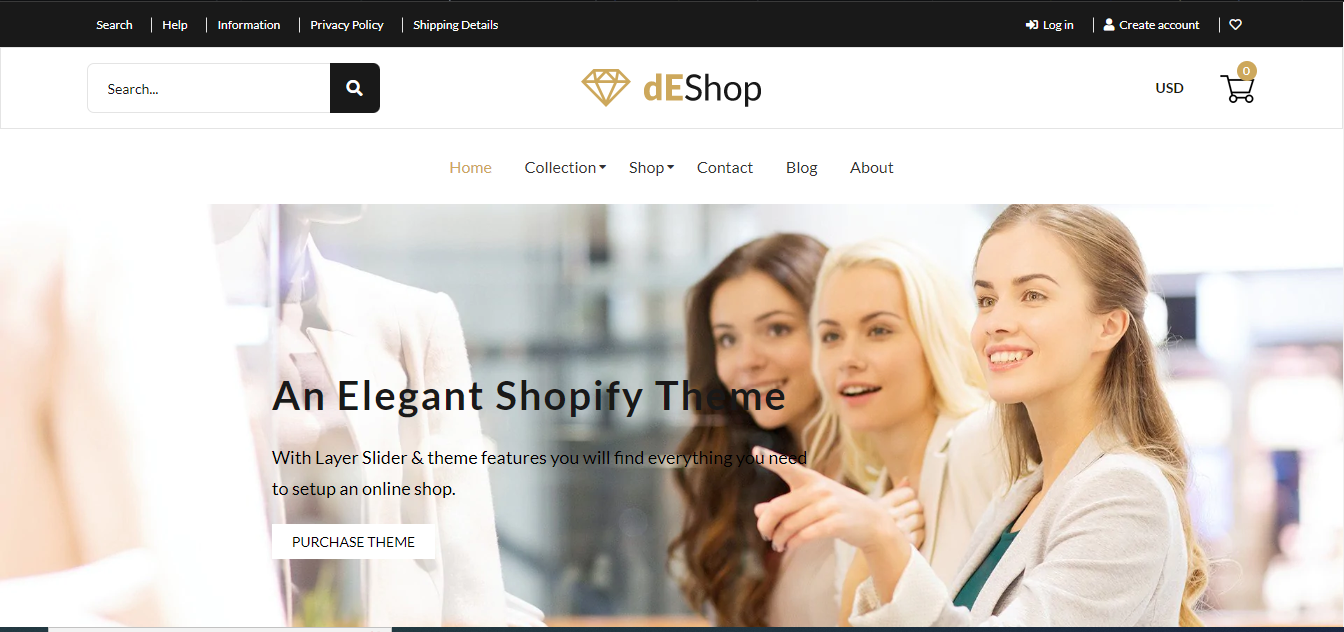 Search Help Information Privacy Policy Shipping Details Log in Create account
Search... dEShop USD 0
Home Collection Shop Contact Blog About
An Elegant Shopify Theme
With Layer Slider & theme features you will find everything you need
to setup an online shop.
PURCHASE THEME